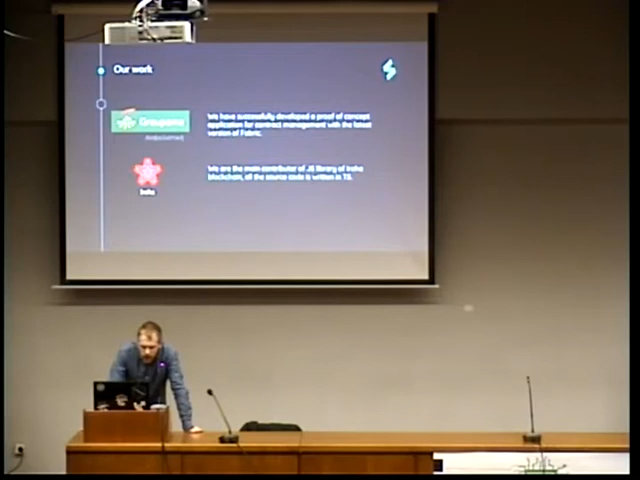 Our work
Groupama
We have successfully developed a proof of concept
application for contract management with the latest
version of Fabric.
We are the main contributor of JS library of Iroha
blockchain, all the source code is written in TS.
Iroha